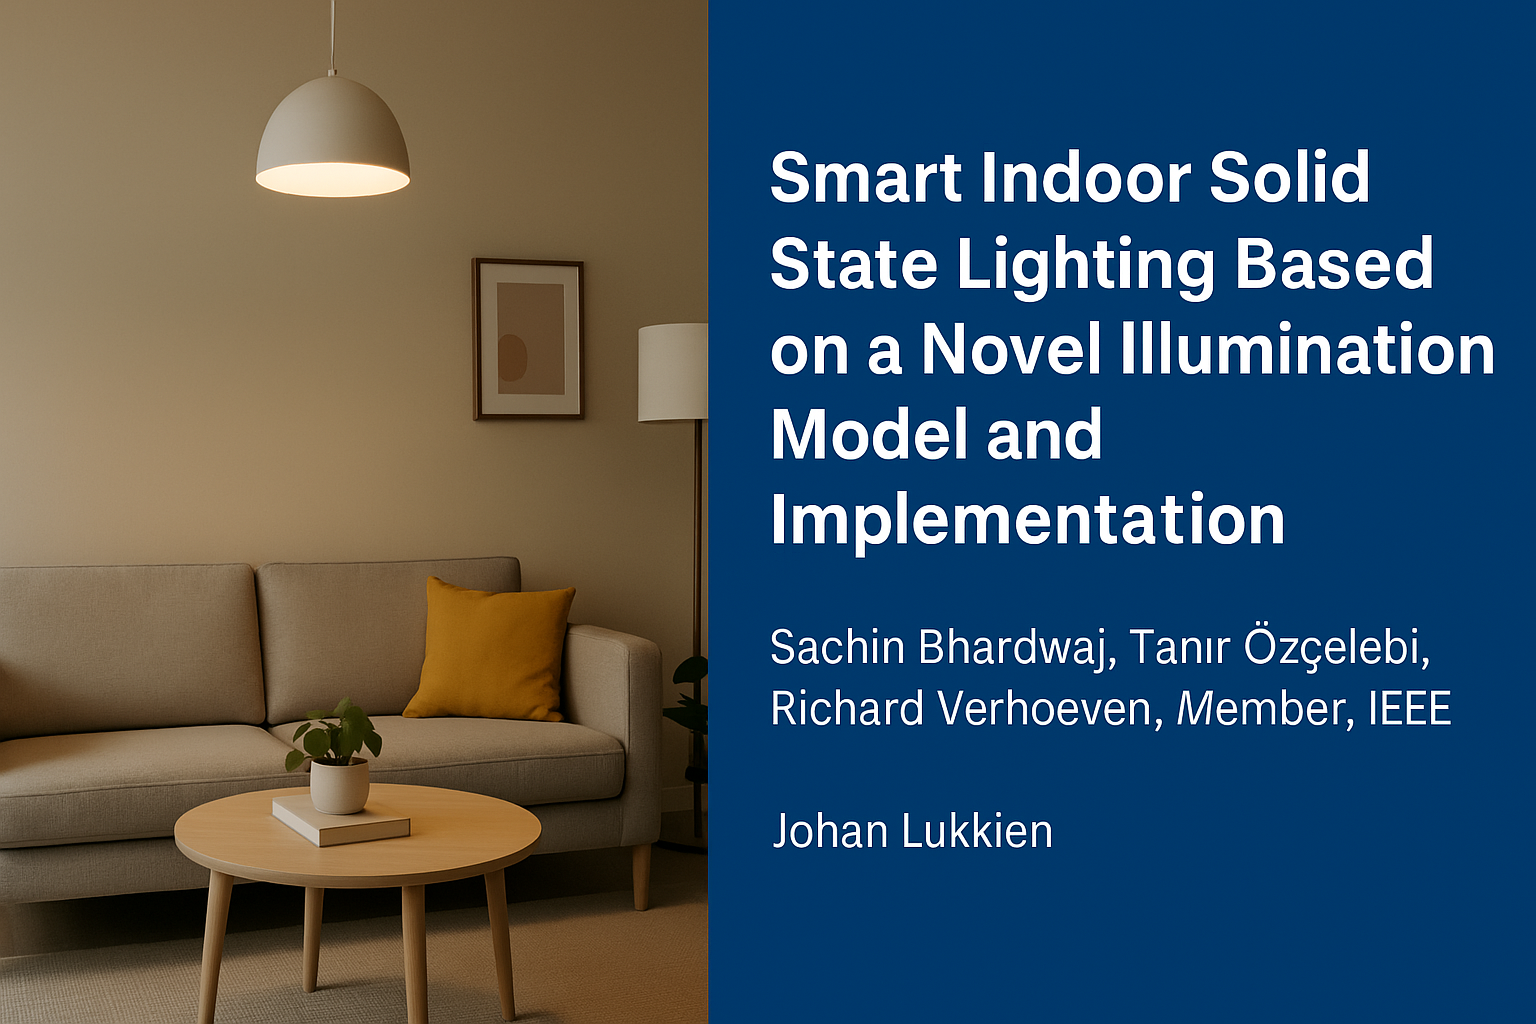 Smart Indoor Solid
State Lighting Based
on a Novel Illumination
Model and
Implementation
Sachin Bhardwaj, Tanır Özçelebi,
Richard Verhoeven, Member, IEEE
Johan Lukkien